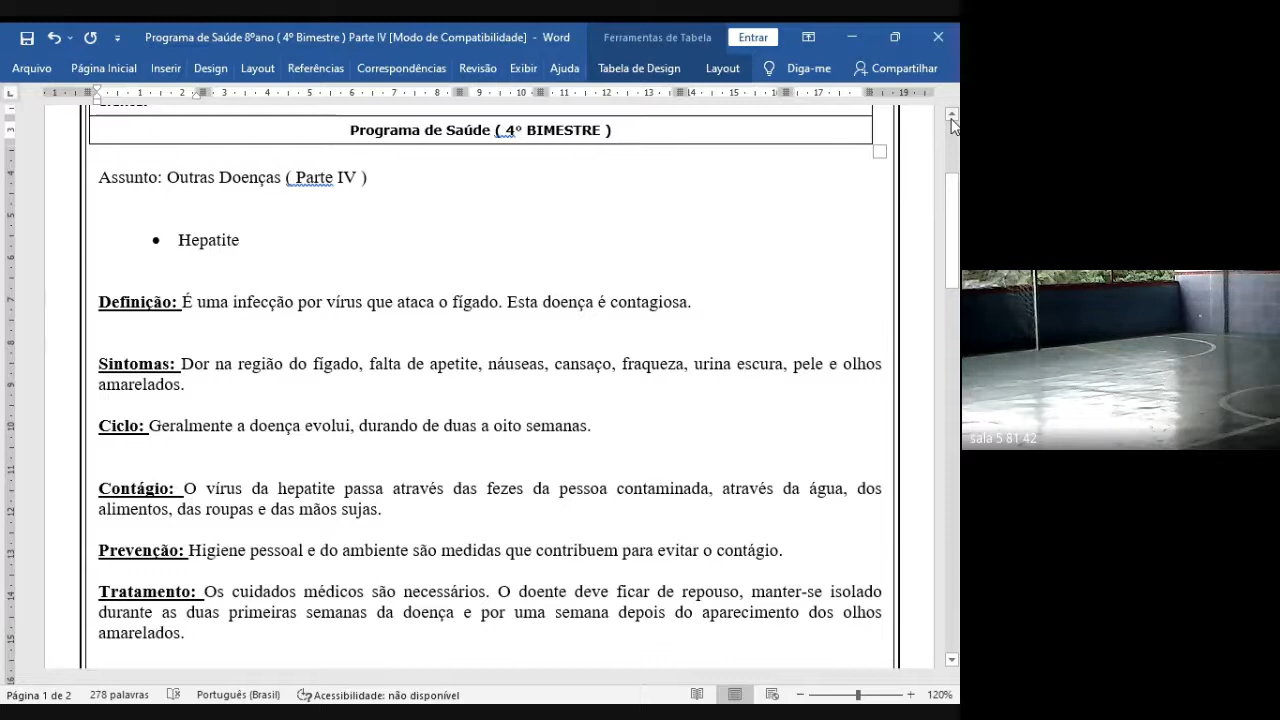 Programa de Saúde 8ºano ( 4º Bimestre ) Parte IV [Modo de Compatibilidade] - Word
Ferramentas de Tabela
Entrar
Arquivo Página Inicial Inserir Design Layout Referências Correspondências Revisão Exibir Ajuda Tabela de Design Layout Diga-me Compartilhar
Programa de Saúde ( 4º BIMESTRE )
Assunto: Outras Doenças ( Parte IV )
• Hepatite
Definição: É uma infecção por vírus que ataca o fígado. Esta doença é contagiosa.
Sintomas: Dor na região do fígado, falta de apetite, náuseas, cansaço, fraqueza, urina escura, pele e olhos
amarelados.
Ciclo: Geralmente a doença evolui, durando de duas a oito semanas.
Contágio: O vírus da hepatite passa através das fezes da pessoa contaminada, através da água, dos
alimentos, das roupas e das mãos sujas.
Prevenção: Higiene pessoal e do ambiente são medidas que contribuem para evitar o contágio.
Tratamento: Os cuidados médicos são necessários. O doente deve ficar de repouso, manter-se isolado
durante as duas primeiras semanas da doença e por uma semana depois do aparecimento dos olhos
amarelados.
Página 1 de 2 278 palavras Português (Brasil) Acessibilidade: não disponível 120%
sala 5 81 42